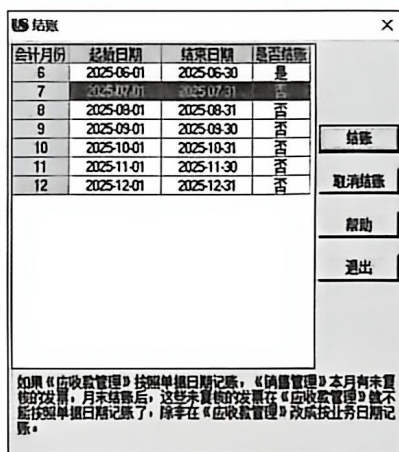 结账
会计月份 起始日期 结束日期 是否结账
6 2025-06-01 2025-06-30 是
7 2025-07-01 2025-07-31 否
8 2025-08-01 2025-08-31 否
9 2025-09-01 2025-09-30 否
10 2025-10-01 2025-10-31 否
11 2025-11-01 2025-11-30 否
12 2025-12-01 2025-12-31 否
结账
取消结账
帮助
退出
如果《应收款管理》按照单据日期记账，《销售管理》本月有未复
核的发票，月末结账后，这些未复核的发票在《应收款管理》就不
能按照单据日期记账了，除非在《应收款管理》改成按业务日期记
账。